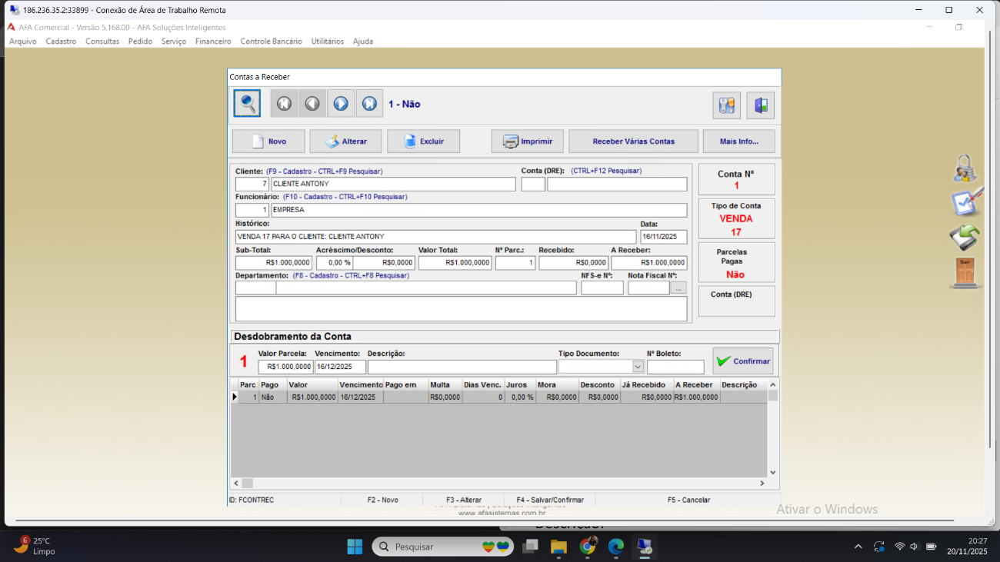 186.236.35.2:33899 - Conexão de Área de Trabalho Remota
AFA Comercial - Versão 5.168.00 - AFA Soluções Inteligentes
Arquivo Cadastro Consultas Pedido Serviço Financeiro Controle Bancário Utilitários Ajuda
Contas a Receber
1 - Não
Novo Alterar Excluir Imprimir Receber Várias Contas Mais Info...
Cliente: (F9 - Cadastro - CTRL+F9 Pesquisar) Conta (DRE): (CTRL+F12 Pesquisar)
7 CLIENTE ANTONY
Funcionário: (F10 - Cadastro - CTRL+F10 Pesquisar)
1 EMPRESA
Histórico: Data:
VENDA 17 PARA O CLIENTE: CLIENTE ANTONY 16/11/2025
Sub-Total: Acréscimo/Desconto: Valor Total: Nº Parc.: Recebido: A Receber:
R$1.000,0000 0,00 % R$0,0000 R$1.000,0000 1 R$0,0000 R$1.000,0000
Departamento: (F8 - Cadastro - CTRL+F8 Pesquisar) NFS-e Nº: Nota Fiscal Nº:
...
Conta Nº
1
Tipo de Conta
VENDA
17
Parcelas
Pagas
Não
Conta (DRE)
Desdobramento da Conta
1 Valor Parcela: Vencimento: Descrição: Tipo Documento: Nº Boleto:
R$1.000,0000 16/12/2025 Confirmar
Parc Pago Valor Vencimento Pago em Multa Dias Venc. Juros Mora Desconto Já Recebido A Receber Descrição
1 Não R$1.000,0000 16/12/2025 R$0,0000 0 0,00 % R$0,0000 R$0,0000 R$0,0000 R$1.000,0000
ID: FCONTREC F2 - Novo F3 - Alterar F4 - Salvar/Confirmar F5 - Cancelar
www.afasistemas.com.br
Sair
Ativar o Windows
6 25°C
Limpo
Pesquisar
20:27
20/11/2025